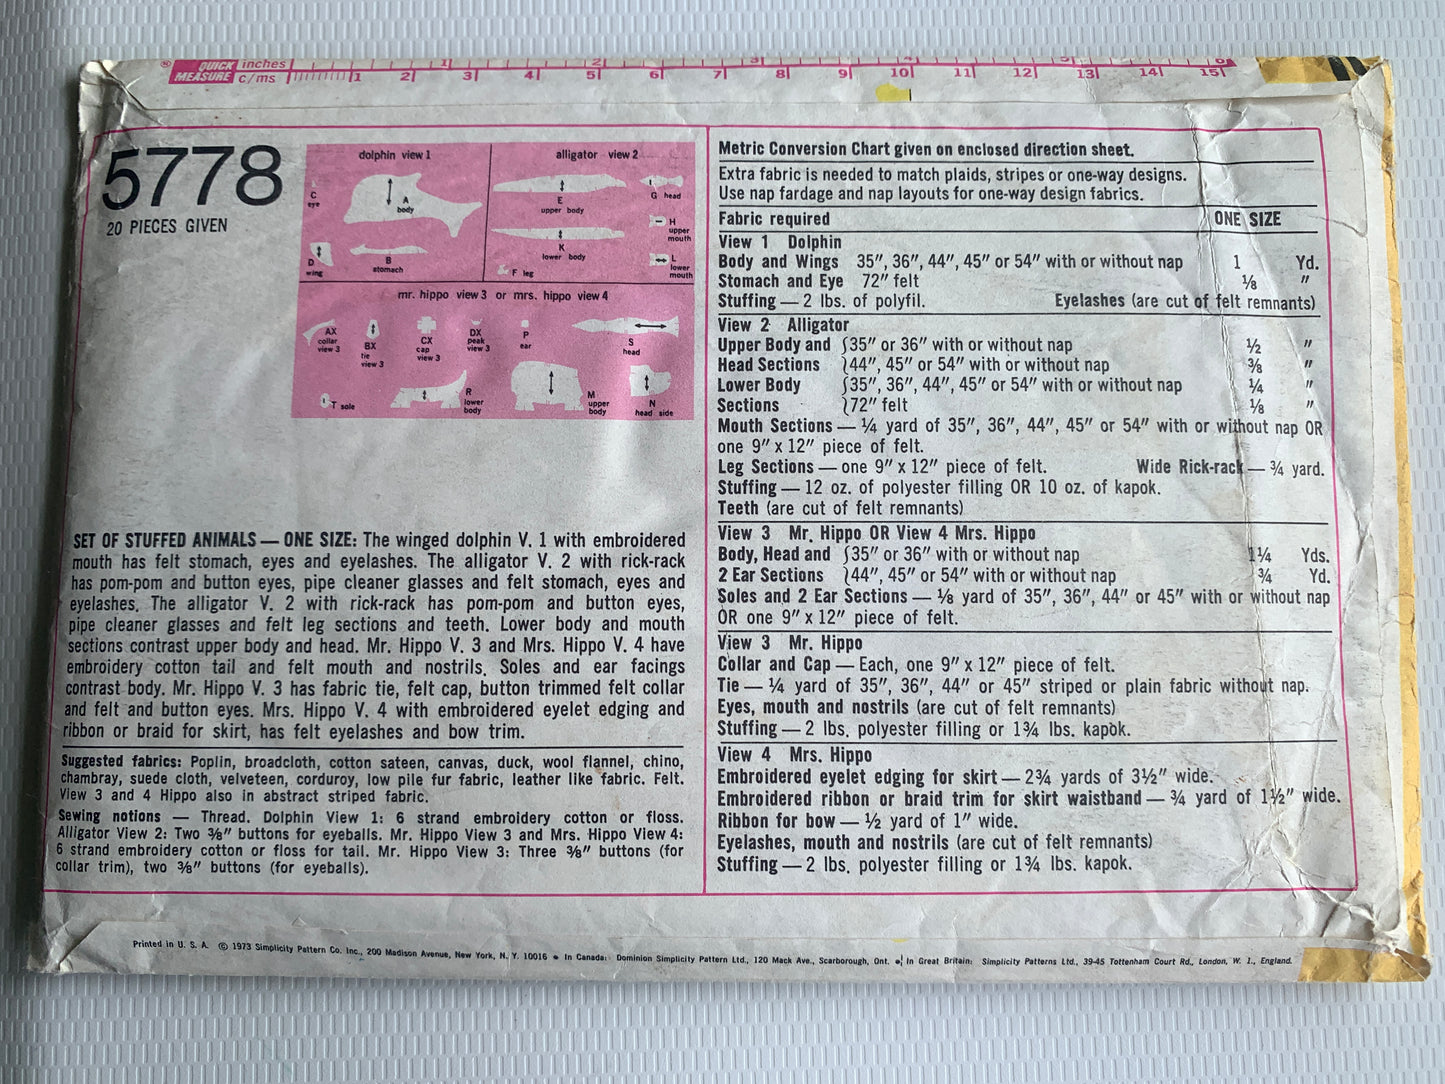 QUICK MEASURE
inches
c/ms
1 2 3 4 5 6
1 2 3 4 5 6 7 8 9 10 11 12 13 14 15
5778
20 PIECES GIVEN
dolphin view 1
C
eye
A
body
D
wing
B
stomach
alligator view 2
E
upper body
G head
H
upper
mouth
K
lower body
L
lower
mouth
F leg
mr. hippo view 3 or mrs. hippo view 4
AX
collar
view 3
BX
tie
view 3
CX
cap
view 3
DX
peak
view 3
P
ear
S
head
T sole
R
lower
body
M
upper
body
N
head side
SET OF STUFFED ANIMALS — ONE SIZE: The winged dolphin V. 1 with embroidered
mouth has felt stomach, eyes and eyelashes. The alligator V. 2 with rick-rack
has pom-pom and button eyes, pipe cleaner glasses and felt stomach, eyes and
eyelashes. The alligator V. 2 with rick-rack has pom-pom and button eyes,
pipe cleaner glasses and felt leg sections and teeth. Lower body and mouth
sections contrast upper body and head. Mr. Hippo V. 3 and Mrs. Hippo V. 4 have
embroidery cotton tail and felt mouth and nostrils. Soles and ear facings
contrast body. Mr. Hippo V. 3 has fabric tie, felt cap, button trimmed felt collar
and felt and button eyes. Mrs. Hippo V. 4 with embroidered eyelet edging and
ribbon or braid for skirt, has felt eyelashes and bow trim.
Suggested fabrics: Poplin, broadcloth, cotton sateen, canvas, duck, wool flannel, chino,
chambray, suede cloth, velveteen, corduroy, low pile fur fabric, leather like fabric. Felt.
View 3 and 4 Hippo also in abstract striped fabric.
Sewing notions — Thread. Dolphin View 1: 6 strand embroidery cotton or floss.
Alligator View 2: Two ⅜″ buttons for eyeballs. Mr. Hippo View 3 and Mrs. Hippo View 4:
6 strand embroidery cotton or floss for tail. Mr. Hippo View 3: Three ⅜″ buttons (for
collar trim), two ⅜″ buttons (for eyeballs).
Metric Conversion Chart given on enclosed direction sheet.
Extra fabric is needed to match plaids, stripes or one-way designs.
Use nap fardage and nap layouts for one-way design fabrics.
Fabric required ONE SIZE
View 1 Dolphin
Body and Wings 35″, 36″, 44″, 45″ or 54″ with or without nap 1 Yd.
Stomach and Eye 72″ felt ⅛ ″
Stuffing — 2 lbs. of polyfil. Eyelashes (are cut of felt remnants)
View 2 Alligator
Upper Body and {35″ or 36″ with or without nap ½ ″
Head Sections {44″, 45″ or 54″ with or without nap ⅜ ″
Lower Body {35″, 36″, 44″, 45″ or 54″ with or without nap ¼ ″
Sections {72″ felt ⅛ ″
Mouth Sections — ¼ yard of 35″, 36″, 44″, 45″ or 54″ with or without nap OR
one 9″ x 12″ piece of felt.
Leg Sections — one 9″ x 12″ piece of felt. Wide Rick-rack — ¾ yard.
Stuffing — 12 oz. of polyester filling OR 10 oz. of kapok.
Teeth (are cut of felt remnants)
View 3 Mr. Hippo OR View 4 Mrs. Hippo
Body, Head and {35″ or 36″ with or without nap 1¼ Yds.
2 Ear Sections {44″, 45″ or 54″ with or without nap ¾ Yd.
Soles and 2 Ear Sections — ⅛ yard of 35″, 36″, 44″ or 45″ with or without nap
OR one 9″ x 12″ piece of felt.
View 3 Mr. Hippo
Collar and Cap — Each, one 9″ x 12″ piece of felt.
Tie — ¼ yard of 35″, 36″, 44″ or 45″ striped or plain fabric without nap.
Eyes, mouth and nostrils (are cut of felt remnants)
Stuffing — 2 lbs. polyester filling or 1¾ lbs. kapok.
View 4 Mrs. Hippo
Embroidered eyelet edging for skirt — 2¾ yards of 3½″ wide.
Embroidered ribbon or braid trim for skirt waistband — ¾ yard of 1½″ wide.
Ribbon for bow — ½ yard of 1″ wide.
Eyelashes, mouth and nostrils (are cut of felt remnants)
Stuffing — 2 lbs. polyester filling or 1¾ lbs. kapok.
Printed in U. S. A. © 1973 Simplicity Pattern Co. Inc., 200 Madison Avenue, New York, N. Y. 10016 • In Canada: Dominion Simplicity Pattern Ltd., 120 Mack Ave., Scarborough, Ont. • In Great Britain: Simplicity Patterns Ltd., 39-45 Tottenham Court Rd., London, W. 1., England.